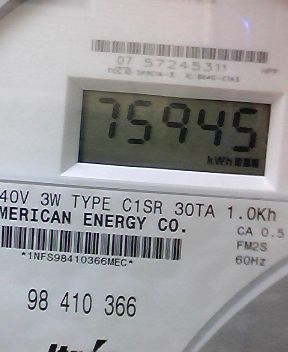 07 57245311
75945
kWh
40V 3W TYPE C1SR 30TA 1.0Kh
MERICAN ENERGY CO.
CA 0.5
FM2S
60Hz
*1NFS98410366MEC*
98 410 366